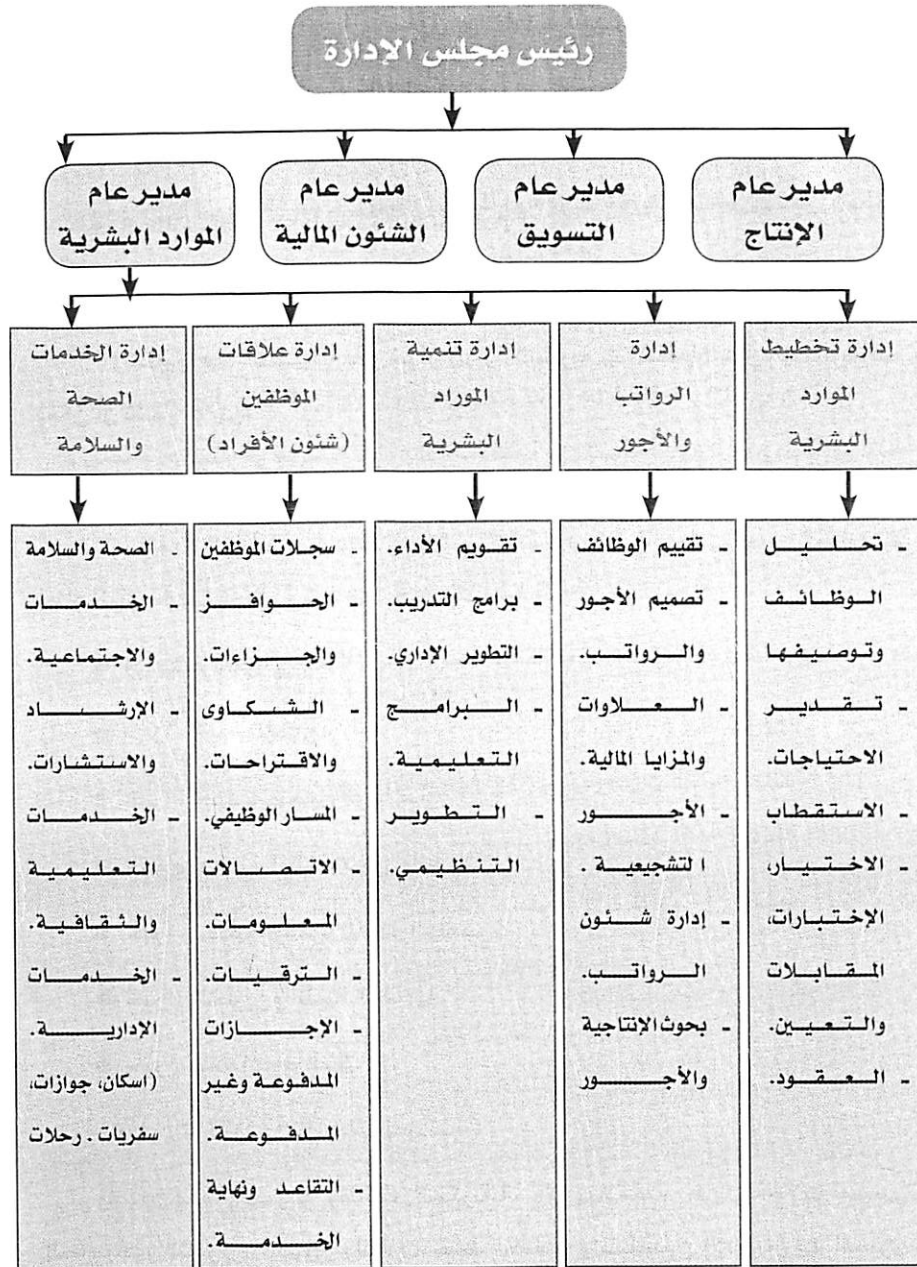 رئيس مجلس الإدارة
مدير عام
الإنتاج
مدير عام
التسويق
مدير عام
الشئون المالية
مدير عام
الموارد البشرية
إدارة تخطيط
الموارد
البشرية
إدارة
الرواتب
والأجور
إدارة تنمية
الموراد
البشرية
إدارة علاقات
الموظفين
(شئون الأفراد)
إدارة الخدمات
الصحة
والسلامة
- تحليل
الوظائف
وتوصيفها
- تقدير
الاحتياجات.
- الاستقطاب
- الاختيار،
الإختبارات،
المقابلات
والتعيين.
- العقود.
- تقييم الوظائف
- تصميم الأجور
والرواتب.
- العلاوات
والمزايا المالية.
- الأجور
التشجيعية .
- إدارة شئون
الرواتب.
- بحوث الإنتاجية
والأجور
- تقويم الأداء.
- برامج التدريب.
- التطوير الإداري.
- البرامج
التعليمية.
- التطوير
التنظيمي.
- سجلات الموظفين
- الحوافز
والجزاءات.
- الشكاوى
والاقتراحات.
- المسار الوظيفي.
- الاتصالات
المعلومات.
- الترقيات.
- الإجازات
المدفوعة وغير
المدفوعة.
- التقاعد ونهاية
الخدمة.
- الصحة والسلامة
- الخدمات
والاجتماعية.
- الإرشاد
والاستشارات.
- الخدمات
التعليمية
والثقافية.
- الخدمات
الإدارية.
(اسكان، جوازات،
سفريات . رحلات